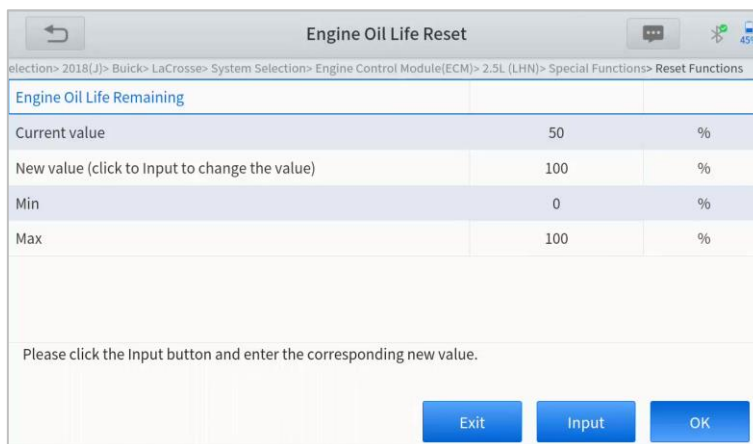 Engine Oil Life Reset
election> 2018(J)> Buick> LaCrosse> System Selection> Engine Control Module(ECM)> 2.5L (LHN)> Special Functions> Reset Functions
Engine Oil Life Remaining
Current value 50 %
New value (click to Input to change the value) 100 %
Min 0 %
Max 100 %
Please click the Input button and enter the corresponding new value.
Exit Input OK